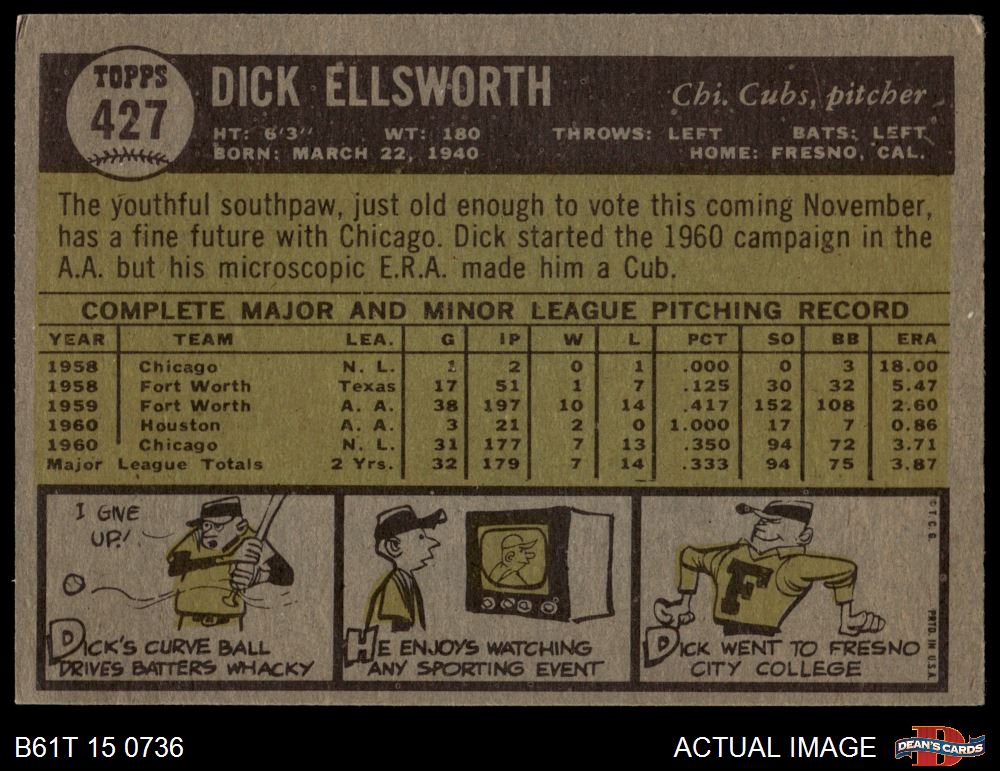 TOPPS
427
DICK ELLSWORTH
Chi. Cubs, pitcher
HT: 6'3" WT: 180 THROWS: LEFT BATS: LEFT
BORN: MARCH 22, 1940 HOME: FRESNO, CAL.
The youthful southpaw, just old enough to vote this coming November,
has a fine future with Chicago. Dick started the 1960 campaign in the
A.A. but his microscopic E.R.A. made him a Cub.
COMPLETE MAJOR AND MINOR LEAGUE PITCHING RECORD
YEAR TEAM LEA. G IP W L PCT SO BB ERA
1958 Chicago N. L. 1 2 0 1 .000 0 3 18.00
1958 Fort Worth Texas 17 51 1 7 .125 30 32 5.47
1959 Fort Worth A. A. 38 197 10 14 .417 152 108 2.60
1960 Houston A. A. 3 21 2 0 1.000 17 7 0.86
1960 Chicago N. L. 31 177 7 13 .350 94 72 3.71
Major League Totals 2 Yrs. 32 179 7 14 .333 94 75 3.87
I GIVE
UP!
DICK'S CURVE BALL
DRIVES BATTERS WHACKY
HE ENJOYS WATCHING
ANY SPORTING EVENT
F
DICK WENT TO FRESNO
CITY COLLEGE
© T. C. G. PRTD. IN U.S.A.
B61T 15 0736
ACTUAL IMAGE
D
DEAN'S CARDS